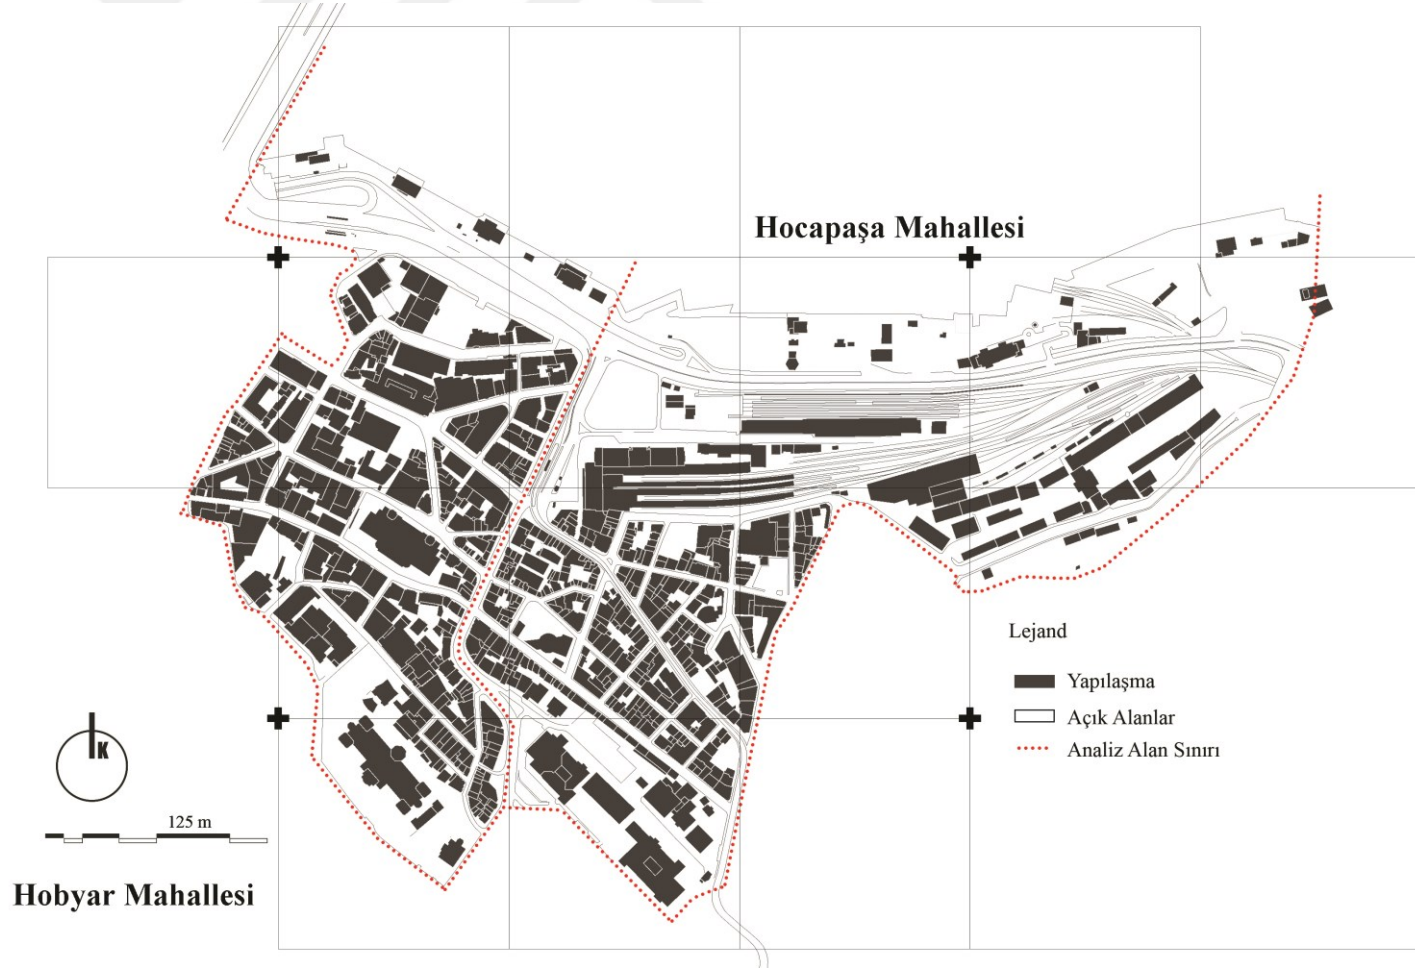 Hocapaşa Mahallesi
Lejand
Yapılaşma
Açık Alanlar
Analiz Alan Sınırı
K
125 m
Hobyar Mahallesi